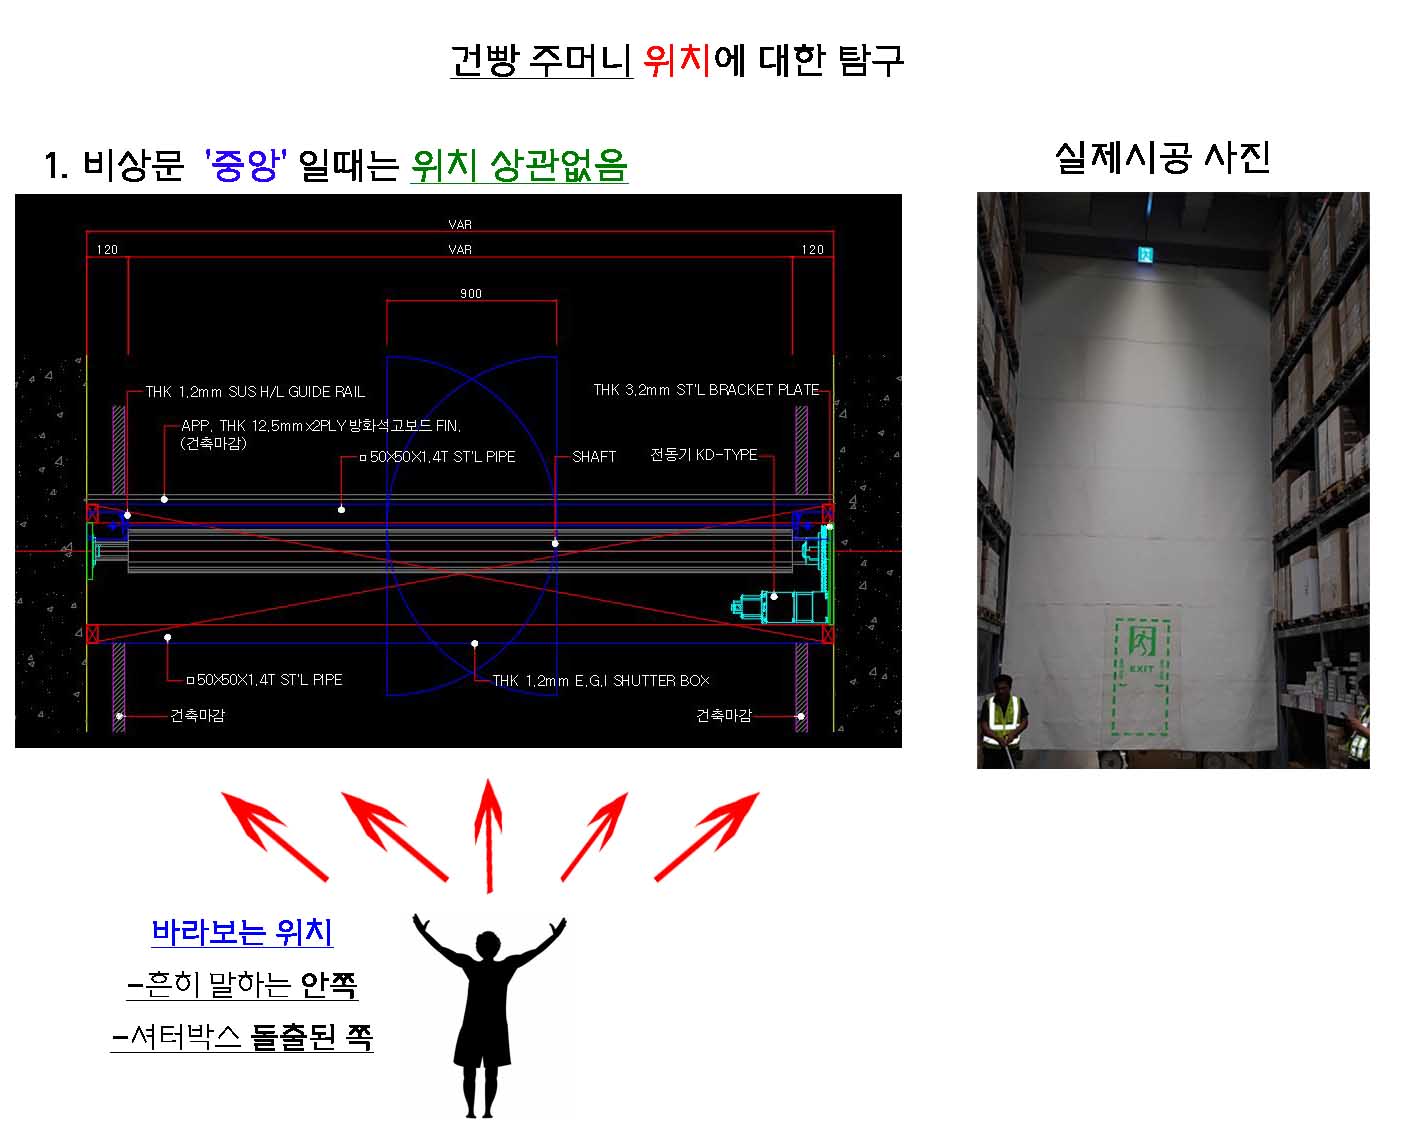 건빵 주머니 위치에 대한 탐구
1. 비상문 '중앙' 일때는 위치 상관없음
실제시공 사진
VAR
120 VAR 120
900
THK 1.2mm SUS H/L GUIDE RAIL
THK 3.2mm ST'L BRACKET PLATE
APP. THK 12.5mm x2PLY 방화석고보드 FIN.
(건축마감)
□ 50X50X1.4T ST'L PIPE
SHAFT
전동기 KD-TYPE
□ 50X50X1.4T ST'L PIPE
THK 1.2mm E.G.I SHUTTER BOX
건축마감
건축마감
EXIT
바라보는 위치
-흔히 말하는 안쪽
-셔터박스 돌출된 쪽